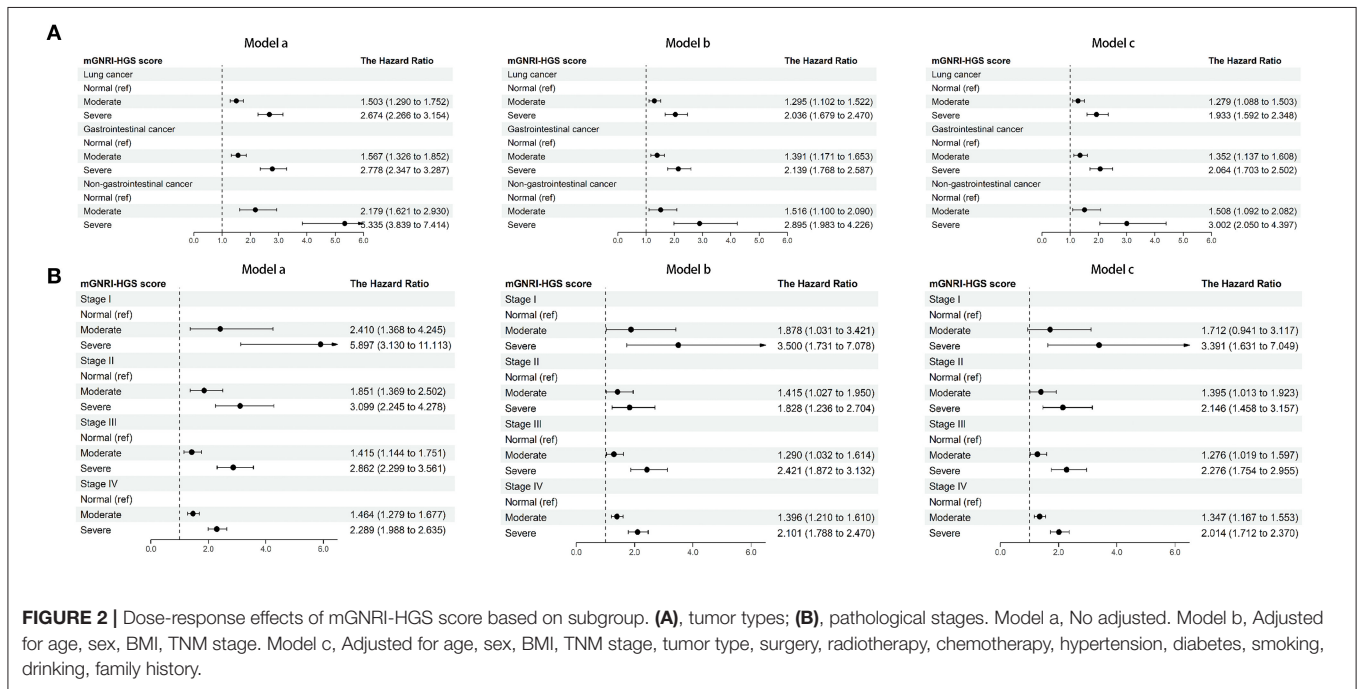 A
Model a
mGNRI-HGS score The Hazard Ratio
Lung cancer
Normal (ref)
Moderate 1.503 (1.290 to 1.752)
Severe 2.674 (2.266 to 3.154)
Gastrointestinal cancer
Normal (ref)
Moderate 1.567 (1.326 to 1.852)
Severe 2.778 (2.347 to 3.287)
Non-gastrointestinal cancer
Normal (ref)
Moderate 2.179 (1.621 to 2.930)
Severe 5.335 (3.839 to 7.414)
0.0 1.0 2.0 3.0 4.0 5.0 6.0
Model b
mGNRI-HGS score The Hazard Ratio
Lung cancer
Normal (ref)
Moderate 1.295 (1.102 to 1.522)
Severe 2.036 (1.679 to 2.470)
Gastrointestinal cancer
Normal (ref)
Moderate 1.391 (1.171 to 1.653)
Severe 2.139 (1.768 to 2.587)
Non-gastrointestinal cancer
Normal (ref)
Moderate 1.516 (1.100 to 2.090)
Severe 2.895 (1.983 to 4.226)
0.0 1.0 2.0 3.0 4.0 5.0 6.0
Model c
mGNRI-HGS score The Hazard Ratio
Lung cancer
Normal (ref)
Moderate 1.279 (1.088 to 1.503)
Severe 1.933 (1.592 to 2.348)
Gastrointestinal cancer
Normal (ref)
Moderate 1.352 (1.137 to 1.608)
Severe 2.064 (1.703 to 2.502)
Non-gastrointestinal cancer
Normal (ref)
Moderate 1.508 (1.092 to 2.082)
Severe 3.002 (2.050 to 4.397)
0.0 1.0 2.0 3.0 4.0 5.0 6.0
B
Model a
mGNRI-HGS score The Hazard Ratio
Stage I
Normal (ref)
Moderate 2.410 (1.368 to 4.245)
Severe 5.897 (3.130 to 11.113)
Stage II
Normal (ref)
Moderate 1.851 (1.369 to 2.502)
Severe 3.099 (2.245 to 4.278)
Stage III
Normal (ref)
Moderate 1.415 (1.144 to 1.751)
Severe 2.862 (2.299 to 3.561)
Stage IV
Normal (ref)
Moderate 1.464 (1.279 to 1.677)
Severe 2.289 (1.988 to 2.635)
0.0 2.0 4.0 6.0
Model b
mGNRI-HGS score The Hazard Ratio
Stage I
Normal (ref)
Moderate 1.878 (1.031 to 3.421)
Severe 3.500 (1.731 to 7.078)
Stage II
Normal (ref)
Moderate 1.415 (1.027 to 1.950)
Severe 1.828 (1.236 to 2.704)
Stage III
Normal (ref)
Moderate 1.290 (1.032 to 1.614)
Severe 2.421 (1.872 to 3.132)
Stage IV
Normal (ref)
Moderate 1.396 (1.210 to 1.610)
Severe 2.101 (1.788 to 2.470)
0.0 2.0 4.0 6.0
Model c
mGNRI-HGS score The Hazard Ratio
Stage I
Normal (ref)
Moderate 1.712 (0.941 to 3.117)
Severe 3.391 (1.631 to 7.049)
Stage II
Normal (ref)
Moderate 1.395 (1.013 to 1.923)
Severe 2.146 (1.458 to 3.157)
Stage III
Normal (ref)
Moderate 1.276 (1.019 to 1.597)
Severe 2.276 (1.754 to 2.955)
Stage IV
Normal (ref)
Moderate 1.347 (1.167 to 1.553)
Severe 2.014 (1.712 to 2.370)
0.0 2.0 4.0 6.0
FIGURE 2 | Dose-response effects of mGNRI-HGS score based on subgroup. (A), tumor types; (B), pathological stages. Model a, No adjusted. Model b, Adjusted
for age, sex, BMI, TNM stage. Model c, Adjusted for age, sex, BMI, TNM stage, tumor type, surgery, radiotherapy, chemotherapy, hypertension, diabetes, smoking,
drinking, family history.